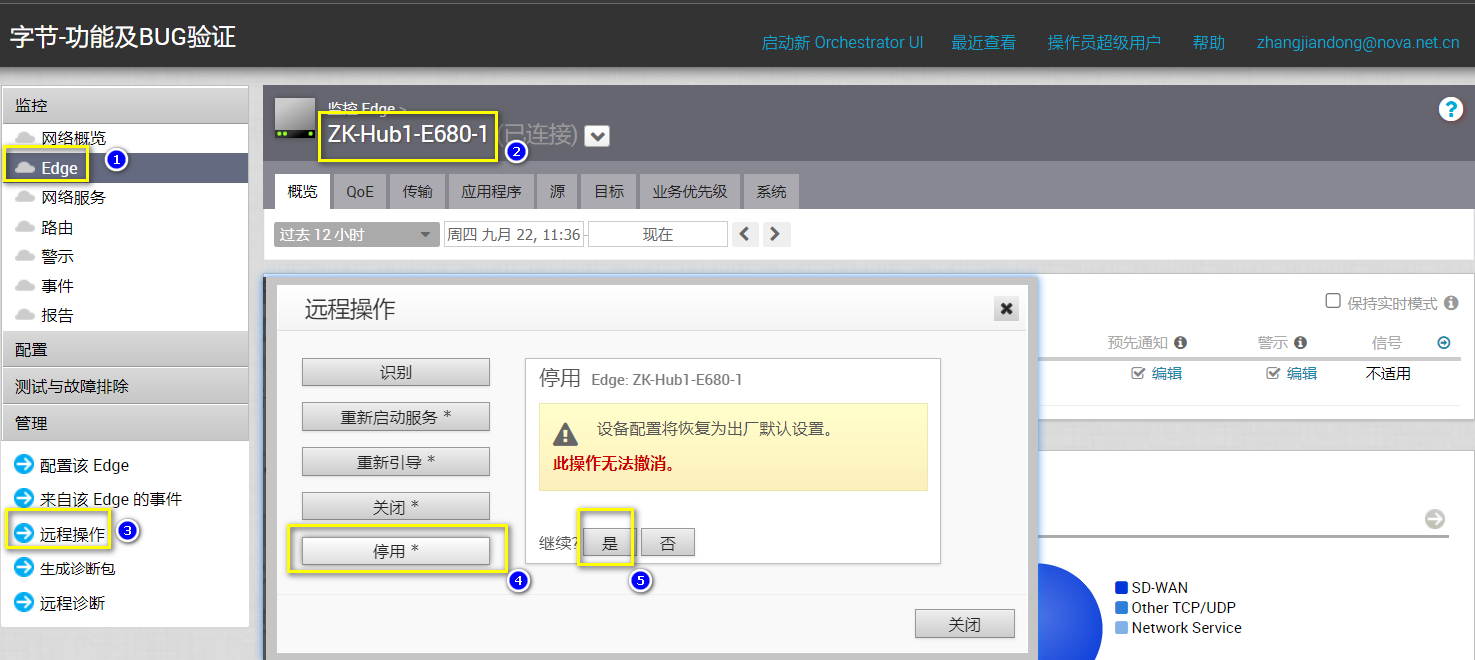 字节-功能及BUG验证
启动新 Orchestrator UI 最近查看 操作员超级用户 帮助 zhangjiandong@nova.net.cn
监控
网络概览
Edge
1
网络服务
路由
警示
事件
报告
配置
测试与故障排除
管理
配置该 Edge
来自该 Edge 的事件
远程操作
3
生成诊断包
远程诊断
监控 Edge >
ZK-Hub1-E680-1 (已连接)
2
?
概览 QoE 传输 应用程序 源 目标 业务优先级 系统
过去 12 小时 周四 九月 22, 11:36 - 现在
保持实时模式
预先通知 警示 信号
编辑 编辑 不适用
远程操作
识别
重新启动服务 *
重新引导 *
关闭 *
停用 *
4
停用 Edge: ZK-Hub1-E680-1
设备配置将恢复为出厂默认设置。
此操作无法撤消。
继续? 是 否
5
关闭
SD-WAN
Other TCP/UDP
Network Service